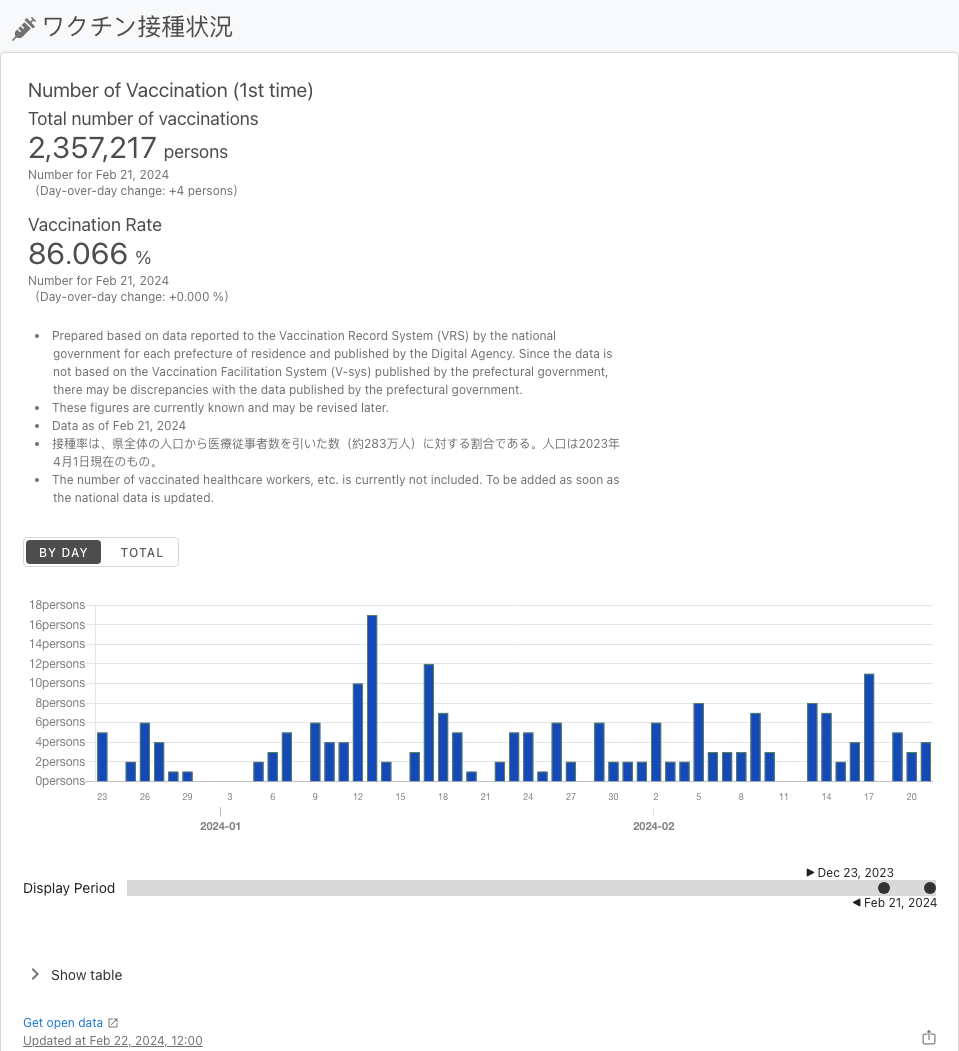 ワクチン接種状況
Number of Vaccination (1st time)
Total number of vaccinations
2,357,217 persons
Number for Feb 21, 2024
(Day-over-day change: +4 persons)
Vaccination Rate
86.066 %
Number for Feb 21, 2024
(Day-over-day change: +0.000 %)
• Prepared based on data reported to the Vaccination Record System (VRS) by the national
government for each prefecture of residence and published by the Digital Agency. Since the data is
not based on the Vaccination Facilitation System (V-sys) published by the prefectural government,
there may be discrepancies with the data published by the prefectural government.
• These figures are currently known and may be revised later.
• Data as of Feb 21, 2024
• 接種率は、県全体の人口から医療従事者数を引いた数（約283万人）に対する割合である。人口は2023年
4月1日現在のもの。
• The number of vaccinated healthcare workers, etc. is currently not included. To be added as soon as
the national data is updated.
BY DAY TOTAL
18persons
16persons
14persons
12persons
10persons
8persons
6persons
4persons
2persons
0persons
23 26 29 3 6 9 12 15 18 21 24 27 30 2 5 8 11 14 17 20
2024-01 2024-02
Dec 23, 2023
Display Period
Feb 21, 2024
Show table
Get open data
Updated at Feb 22, 2024, 12:00